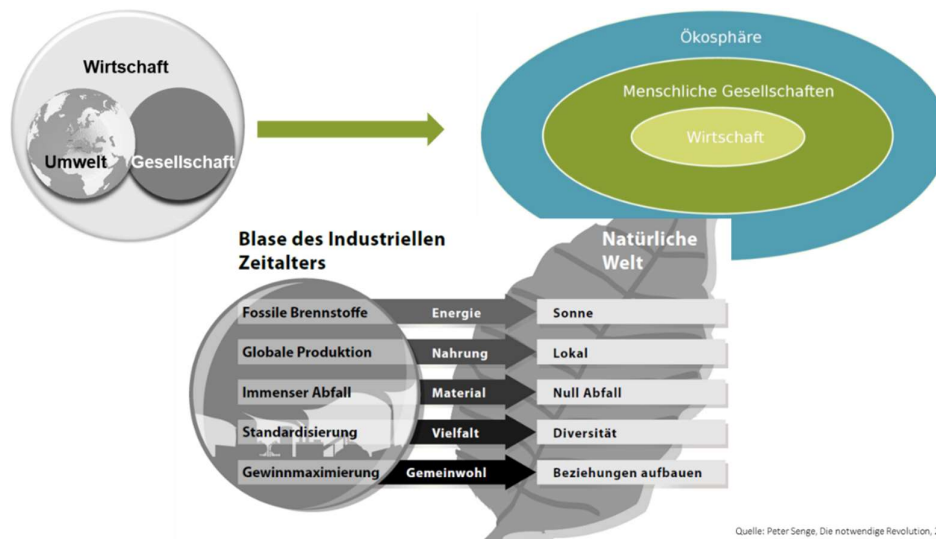 Wirtschaft
Umwelt
Gesellschaft
Ökosphäre
Menschliche Gesellschaften
Wirtschaft
Blase des Industriellen
Zeitalters
Natürliche
Welt
Fossile Brennstoffe Energie Sonne
Globale Produktion Nahrung Lokal
Immenser Abfall Material Null Abfall
Standardisierung Vielfalt Diversität
Gewinnmaximierung Gemeinwohl Beziehungen aufbauen
Quelle: Peter Senge, Die notwendige Revolution,